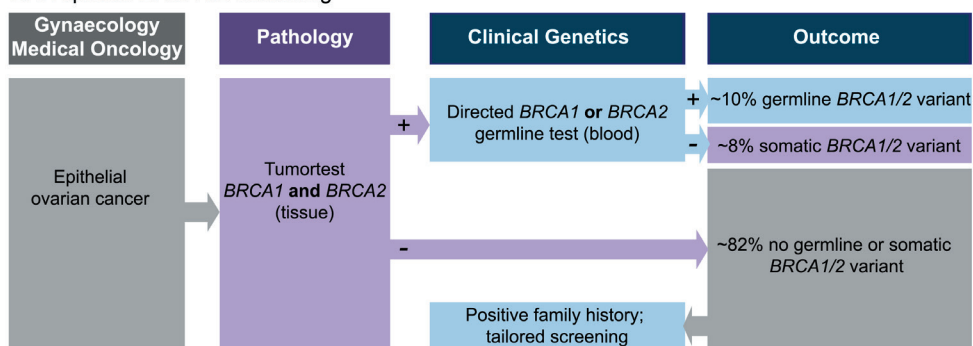 Gynaecology
Medical Oncology
Pathology
Clinical Genetics
Outcome
Epithelial
ovarian cancer
Tumortest
BRCA1 and BRCA2
(tissue)
+
-
Directed BRCA1 or BRCA2
germline test (blood)
+
-
~10% germline BRCA1/2 variant
~8% somatic BRCA1/2 variant
~82% no germline or somatic
BRCA1/2 variant
Positive family history;
tailored screening